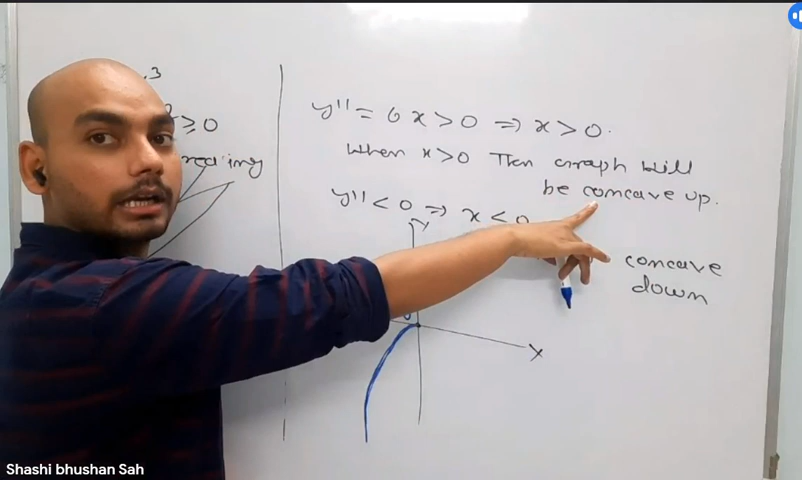 .3
≥0
y'' = 6x>0 ⇒ x>0.
When x>0 Then Graph will
be concave up.
y''<0 ⇒ x<0
concave
down
X
Shashi bhushan Sah